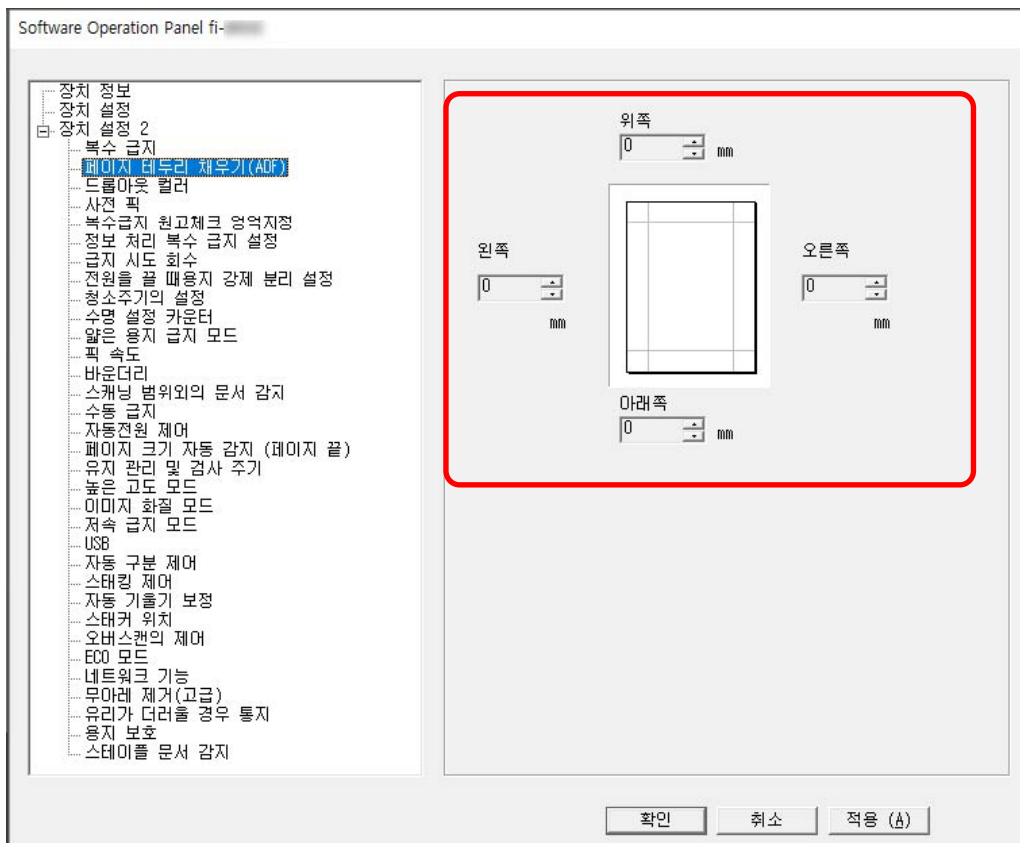 Software Operation Panel fi-
장치 정보
장치 설정
장치 설정 2
복수 급지
페이지 테두리 채우기(ADF)
드롭아웃 컬러
사전 픽
복수급지 원고체크 영역지정
정보 처리 복수 급지 설정
급지 시도 회수
전원을 끌 때용지 강제 분리 설정
청소주기의 설정
수명 설정 카운터
얇은 용지 급지 모드
픽 속도
바운더리
스캐닝 범위외의 문서 감지
수동 급지
자동전원 제어
페이지 크기 자동 감지 (페이지 끝)
유지 관리 및 검사 주기
높은 고도 모드
이미지 화질 모드
저속 급지 모드
USB
자동 구분 제어
스태킹 제어
자동 기울기 보정
스태커 위치
오버스캔의 제어
ECO 모드
네트워크 기능
무아레 제거(고급)
유리가 더러울 경우 통지
용지 보호
스테이플 문서 감지
위쪽
0 mm
왼쪽
0
mm
오른쪽
0
mm
아래쪽
0 mm
확인 취소 적용 (A)